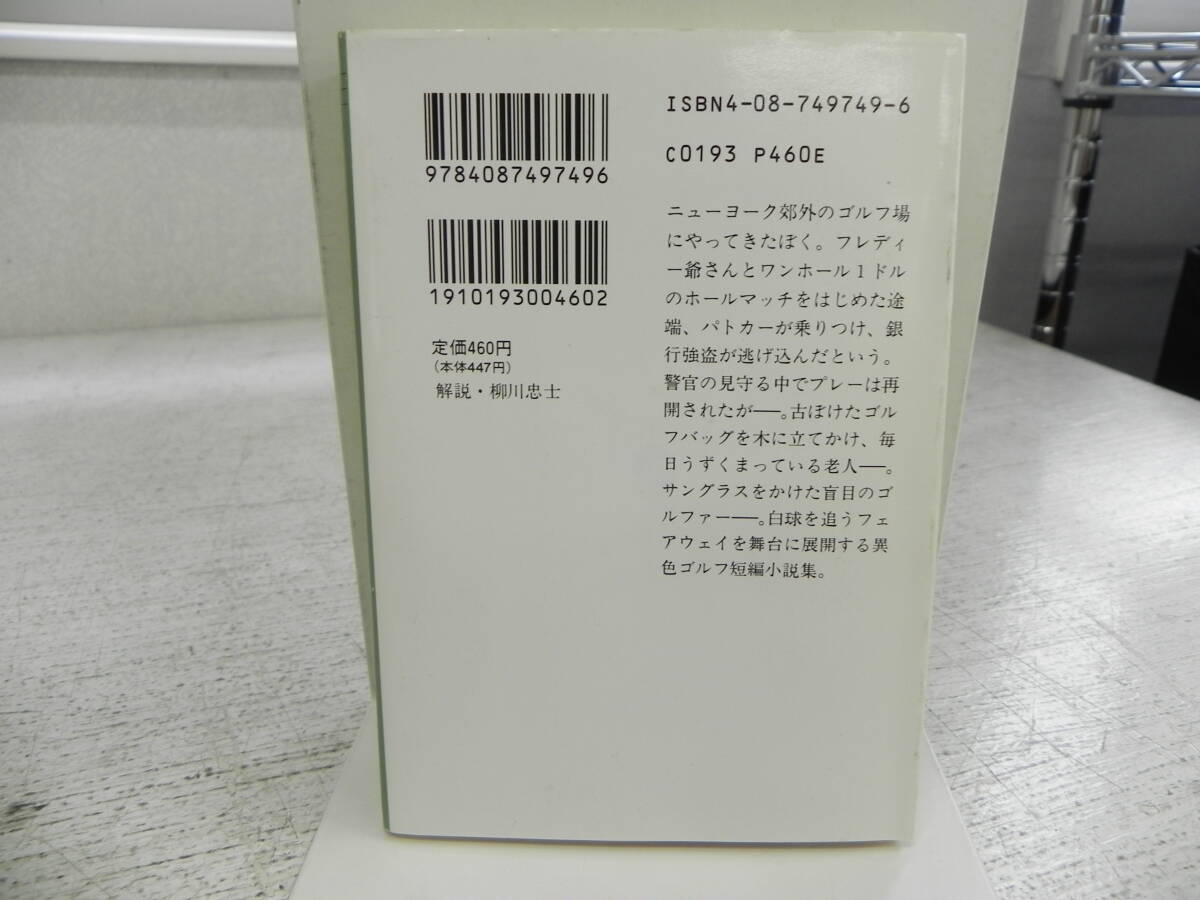 9784087497496
1910193004602
定価460円
(本体447円)
解説・柳川忠士
ISBN4-08-749749-6
C0193 P460E
ニューヨーク郊外のゴルフ場
にやってきたぼく。フレディ
ー爺さんとワンホール1ドル
のホールマッチをはじめた途
端、パトカーが乗りつけ、銀
行強盗が逃げ込んだという。
警官の見守る中でプレーは再
開されたが──。古ぼけたゴル
フバッグを木に立てかけ、毎
日うずくまっている老人──。
サングラスをかけた盲目のゴ
ルファー──。白球を追うフェ
アウェイを舞台に展開する異
色ゴルフ短編小説集。